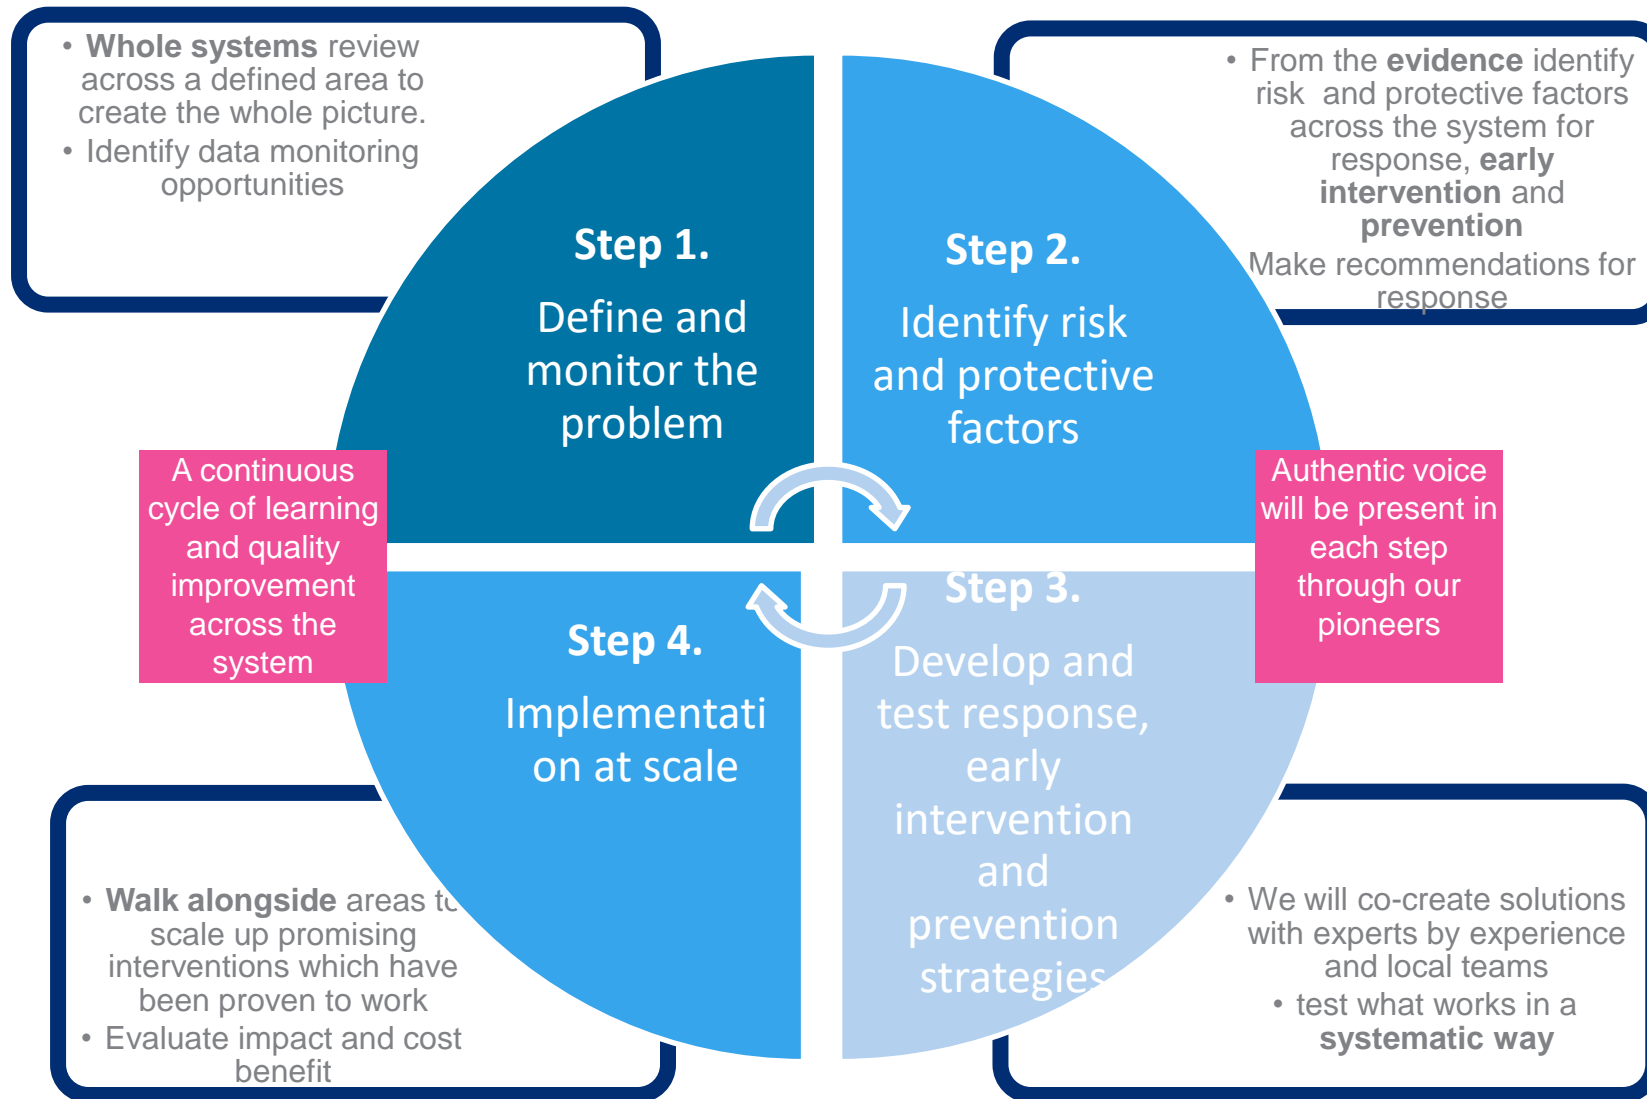 • Whole systems review
across a defined area to
create the whole picture.
• Identify data monitoring
opportunities
• From the evidence identify
risk and protective factors
across the system for
response, early
intervention and
prevention
Make recommendations for
response
Step 1.
Define and
monitor the
problem
Step 2.
Identify risk
and protective
factors
A continuous
cycle of learning
and quality
improvement
across the
system
Authentic voice
will be present in
each step
through our
pioneers
Step 4.
Implementati
on at scale
Step 3.
Develop and
test response,
early
intervention
and
prevention
strategies
• Walk alongside areas to
scale up promising
interventions which have
been proven to work
• Evaluate impact and cost
benefit
• We will co-create solutions
with experts by experience
and local teams
• test what works in a
systematic way